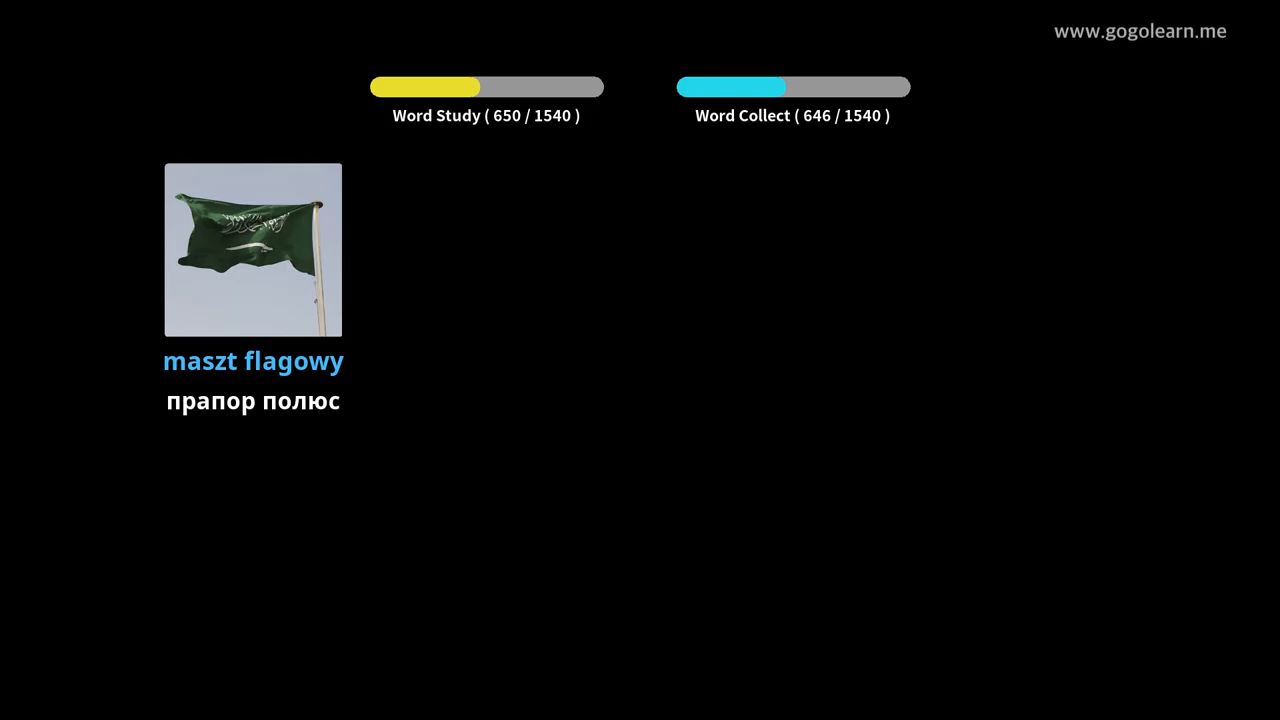 www.gogolearn.me
Word Study ( 650 / 1540 )
Word Collect ( 646 / 1540 )
maszt flagowy
прапор полюс